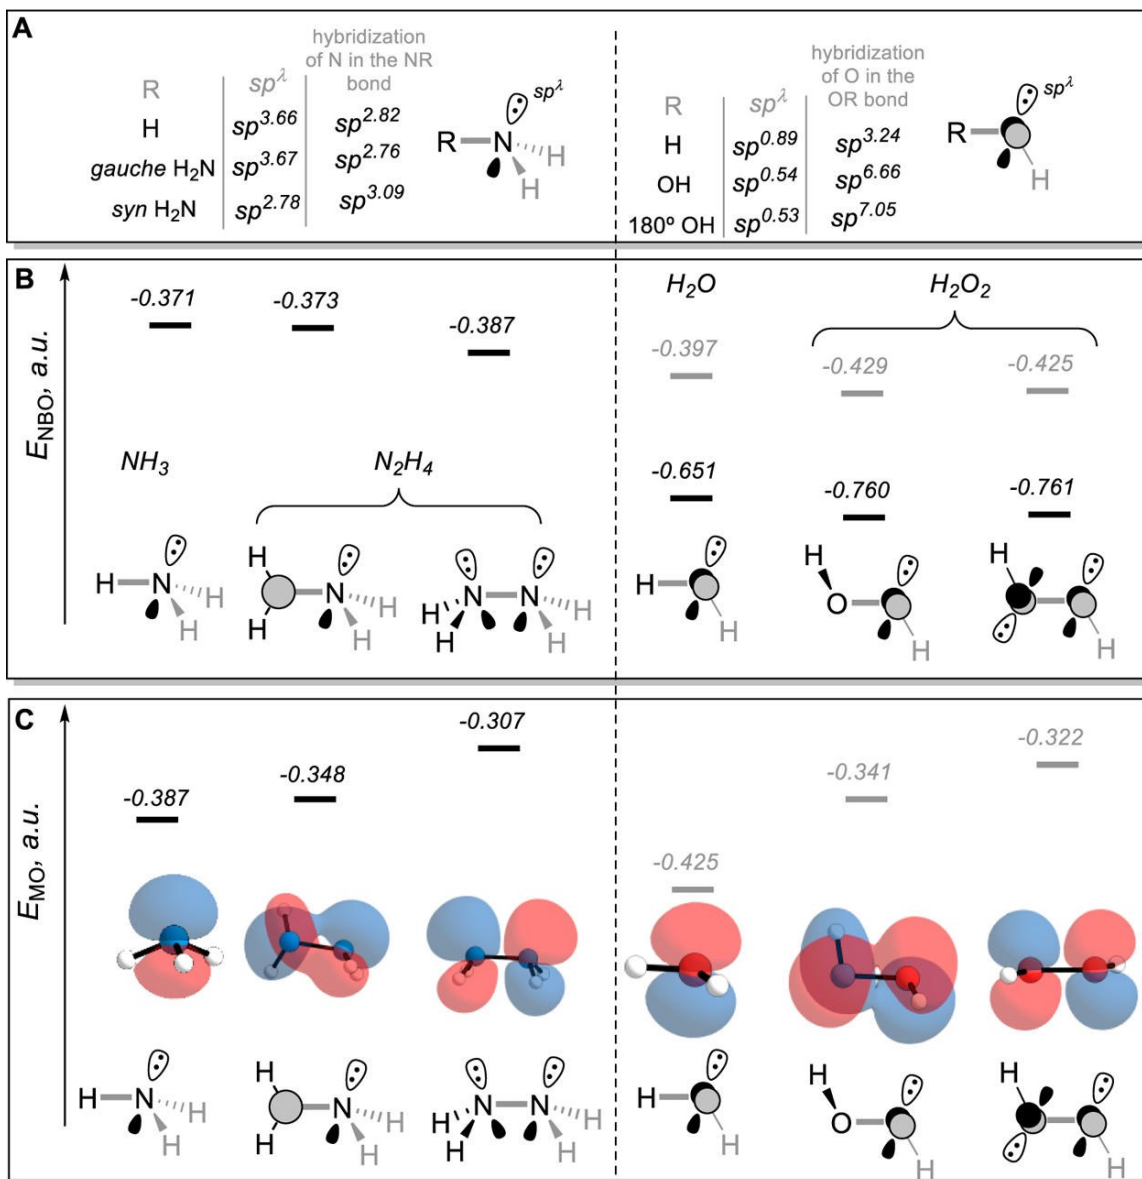 A
hybridization
of N in the NR
bond
R
sp^λ
H
sp^3.66
sp^2.82
gauche H₂N
sp^3.67
sp^2.76
syn H₂N
sp^2.78
sp^3.09
sp^λ
R
N
H
H
hybridization
of O in the
OR bond
R
sp^λ
H
sp^0.89
sp^3.24
OH
sp^0.54
sp^6.66
180º OH
sp^0.53
sp^7.05
sp^λ
R
H
B
E_NBO, a.u.
-0.371
-0.373
-0.387
NH₃
N₂H₄
H
N
H
H
H
H
N
H
H
N
N
H
H
H
H
H₂O
H₂O₂
-0.397
-0.429
-0.425
-0.651
-0.760
-0.761
H
H
H
O
H
H
H
C
E_MO, a.u.
-0.387
-0.348
-0.307
H
N
H
H
H
H
N
H
H
N
N
H
H
H
H
-0.425
-0.341
-0.322
H
H
H
O
H
H
H